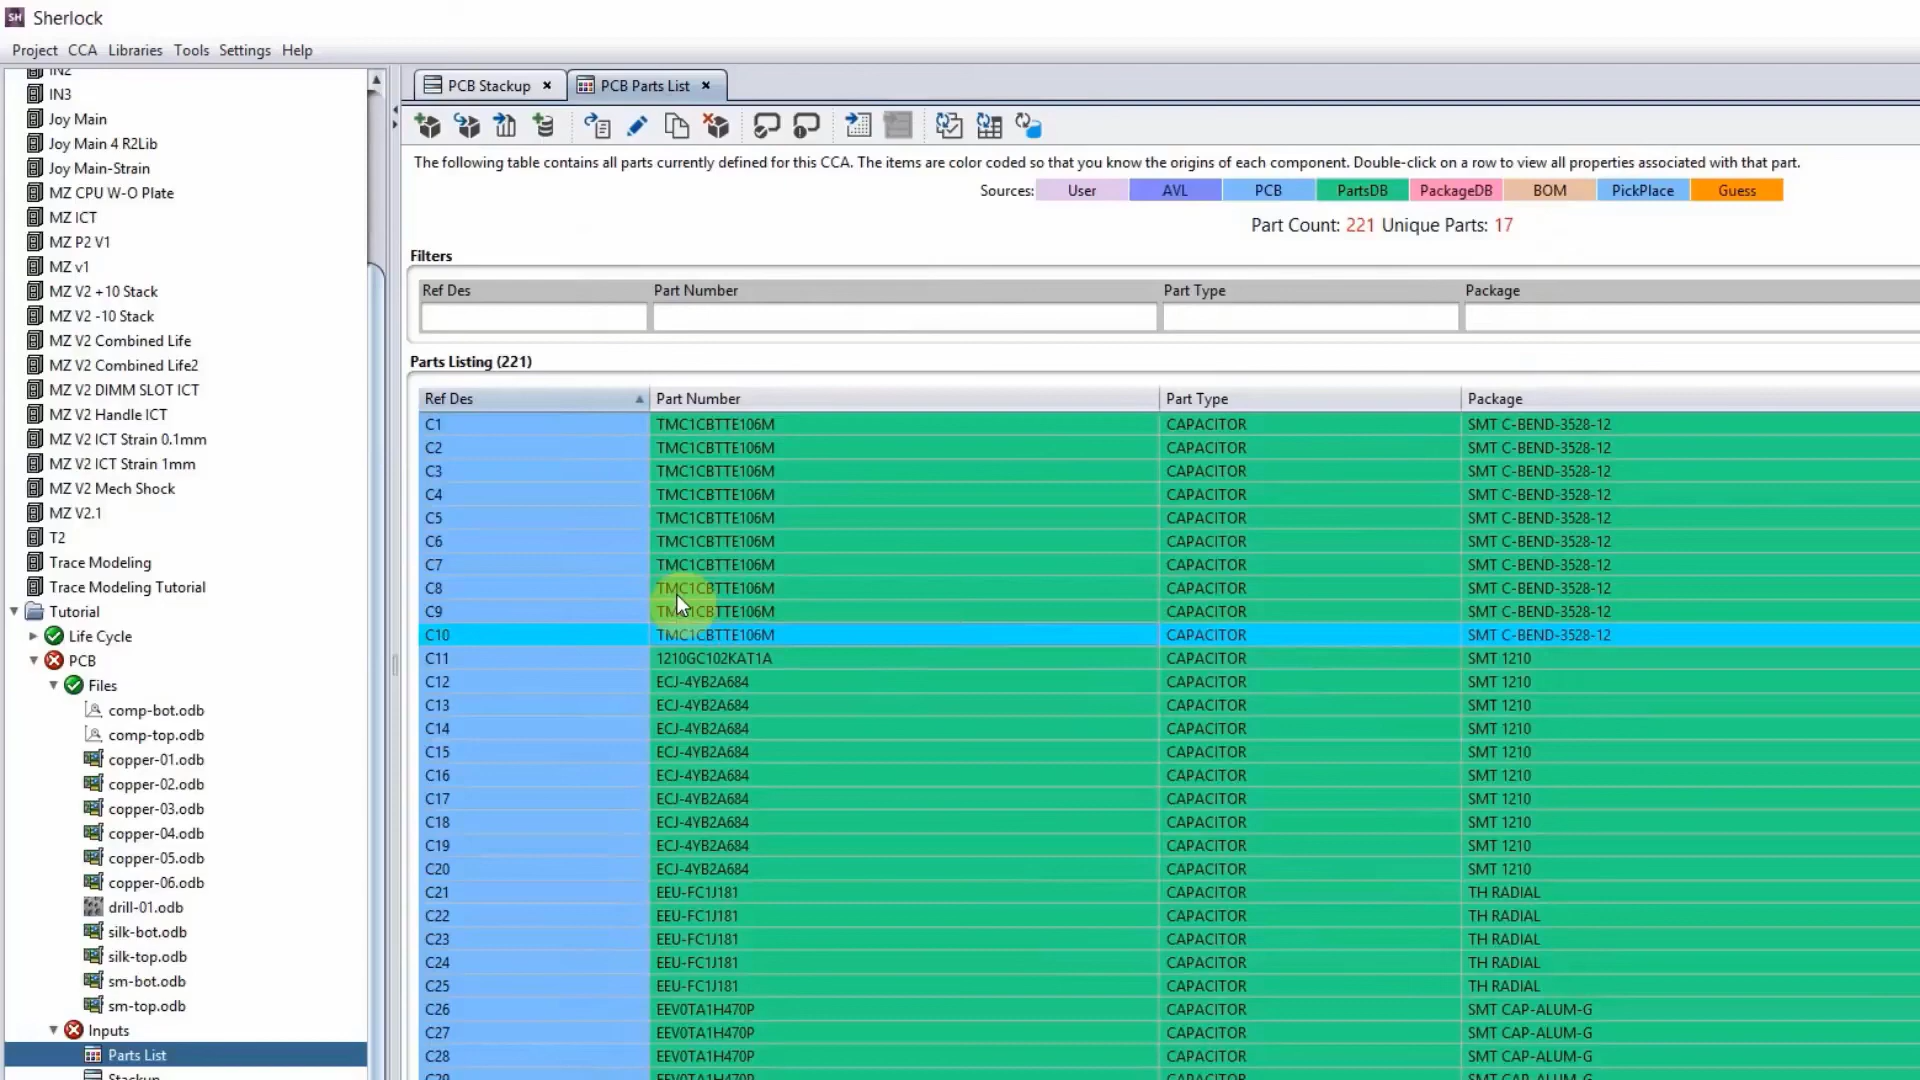 SH Sherlock
Project CCA Libraries Tools Settings Help
IN2
IN3
Joy Main
Joy Main 4 R2Lib
Joy Main-Strain
MZ CPU W-O Plate
MZ ICT
MZ P2 V1
MZ v1
MZ V2 +10 Stack
MZ V2 -10 Stack
MZ V2 Combined Life
MZ V2 Combined Life2
MZ V2 DIMM SLOT ICT
MZ V2 Handle ICT
MZ V2 ICT Strain 0.1mm
MZ V2 ICT Strain 1mm
MZ V2 Mech Shock
MZ V2.1
T2
Trace Modeling
Trace Modeling Tutorial
Tutorial
Life Cycle
PCB
Files
comp-bot.odb
comp-top.odb
copper-01.odb
copper-02.odb
copper-03.odb
copper-04.odb
copper-05.odb
copper-06.odb
drill-01.odb
silk-bot.odb
silk-top.odb
sm-bot.odb
sm-top.odb
Inputs
Parts List
Stackup
PCB Stackup PCB Parts List
The following table contains all parts currently defined for this CCA. The items are color coded so that you know the origins of each component. Double-click on a row to view all properties associated with that part.
Sources: User AVL PCB PartsDB PackageDB BOM PickPlace Guess
Part Count: 221 Unique Parts: 17
Filters
Ref Des Part Number Part Type Package
Parts Listing (221)
Ref Des Part Number Part Type Package
C1 TMC1CBTTE106M CAPACITOR SMT C-BEND-3528-12
C2 TMC1CBTTE106M CAPACITOR SMT C-BEND-3528-12
C3 TMC1CBTTE106M CAPACITOR SMT C-BEND-3528-12
C4 TMC1CBTTE106M CAPACITOR SMT C-BEND-3528-12
C5 TMC1CBTTE106M CAPACITOR SMT C-BEND-3528-12
C6 TMC1CBTTE106M CAPACITOR SMT C-BEND-3528-12
C7 TMC1CBTTE106M CAPACITOR SMT C-BEND-3528-12
C8 TMC1CBTTE106M CAPACITOR SMT C-BEND-3528-12
C9 TMC1CBTTE106M CAPACITOR SMT C-BEND-3528-12
C10 TMC1CBTTE106M CAPACITOR SMT C-BEND-3528-12
C11 1210GC102KAT1A CAPACITOR SMT 1210
C12 ECJ-4YB2A684 CAPACITOR SMT 1210
C13 ECJ-4YB2A684 CAPACITOR SMT 1210
C14 ECJ-4YB2A684 CAPACITOR SMT 1210
C15 ECJ-4YB2A684 CAPACITOR SMT 1210
C16 ECJ-4YB2A684 CAPACITOR SMT 1210
C17 ECJ-4YB2A684 CAPACITOR SMT 1210
C18 ECJ-4YB2A684 CAPACITOR SMT 1210
C19 ECJ-4YB2A684 CAPACITOR SMT 1210
C20 ECJ-4YB2A684 CAPACITOR SMT 1210
C21 EEU-FC1J181 CAPACITOR TH RADIAL
C22 EEU-FC1J181 CAPACITOR TH RADIAL
C23 EEU-FC1J181 CAPACITOR TH RADIAL
C24 EEU-FC1J181 CAPACITOR TH RADIAL
C25 EEU-FC1J181 CAPACITOR TH RADIAL
C26 EEV0TA1H470P CAPACITOR SMT CAP-ALUM-G
C27 EEV0TA1H470P CAPACITOR SMT CAP-ALUM-G
C28 EEV0TA1H470P CAPACITOR SMT CAP-ALUM-G
C29 EEV0TA1H470P CAPACITOR SMT CAP-ALUM-G